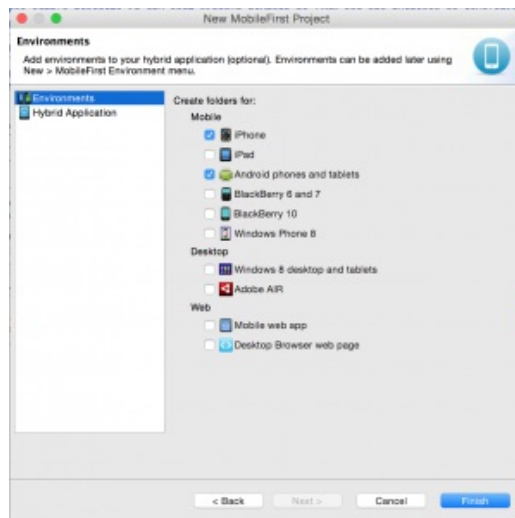 New MobileFirst Project
Environments
Add environments to your hybrid application (optional). Environments can be added later using
New > MobileFirst Environment menu.
Environments
Hybrid Application
Create folders for:
Mobile
iPhone
iPad
Android phones and tablets
BlackBerry 6 and 7
BlackBerry 10
Windows Phone 8
Desktop
Windows 8 desktop and tablets
Adobe AIR
Web
Mobile web app
Desktop Browser web page
< Back
Next >
Cancel
Finish